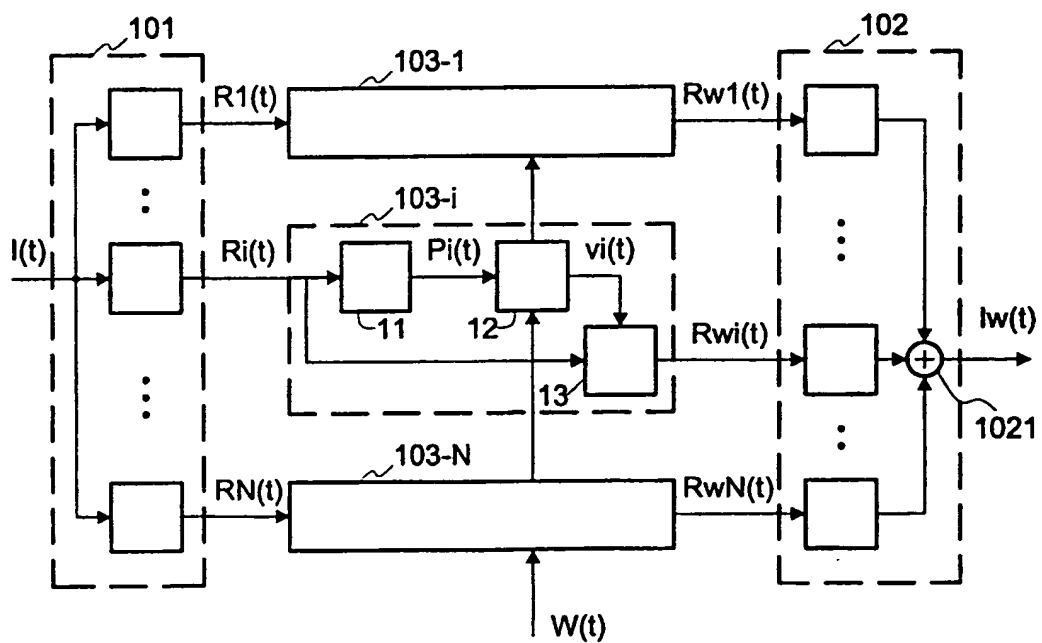 101
102
103-1
R1(t)
Rw1(t)
103-i
I(t)
Ri(t)
Pi(t)
vi(t)
11
12
Rwi(t)
Iw(t)
13
1021
103-N
RN(t)
RwN(t)
W(t)